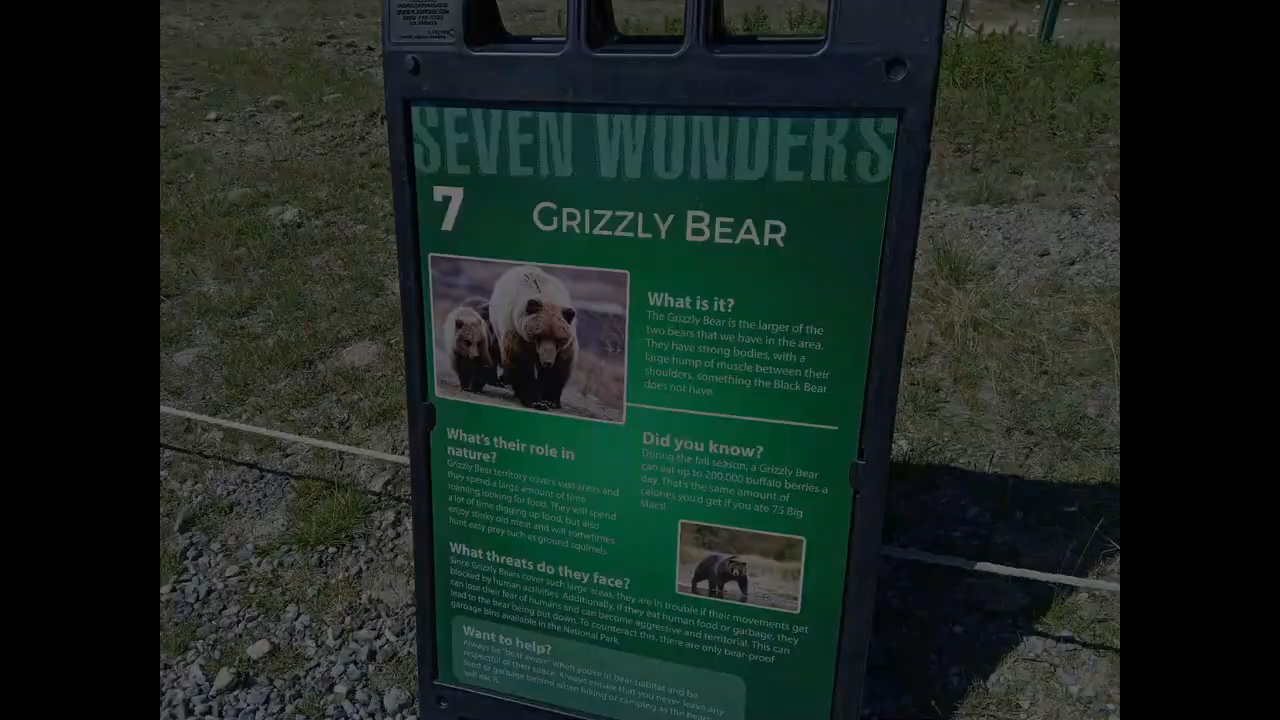 SEVEN WONDERS
7
GRIZZLY BEAR
What is it?
The Grizzly Bear is the larger of the
two bears that we have in the area.
They have strong bodies, with a
large hump of muscle between their
shoulders, something the Black Bear
does not have.
What's their role in
nature?
Grizzly Bear territory covers vast areas and
they spend a large amount of time
roaming looking for food. They will spend
a lot of time digging up food, but also
enjoy stinky old meat and will sometimes
hunt easy prey such as ground squirrels.
Did you know?
During the fall season, a Grizzly Bear
can eat up to 200,000 buffalo berries a
day. That's the same amount of
calories you'd get if you ate 75 Big
Macs!
What threats do they face?
Since Grizzly Bears cover such large areas, they are in trouble if their movements get
blocked by human activities. Additionally, if they eat human food or garbage, they
can lose their fear of humans and can become aggressive and territorial. This can
lead to the bear being put down. To counteract this, there are only bear-proof
garbage bins available in the National Park.
Want to help?
Always be "bear aware" when you're in bear habitat and be
respectful of their space. Always ensure that you never leave any
food or garbage behind when hiking or camping as the bears
will eat it.